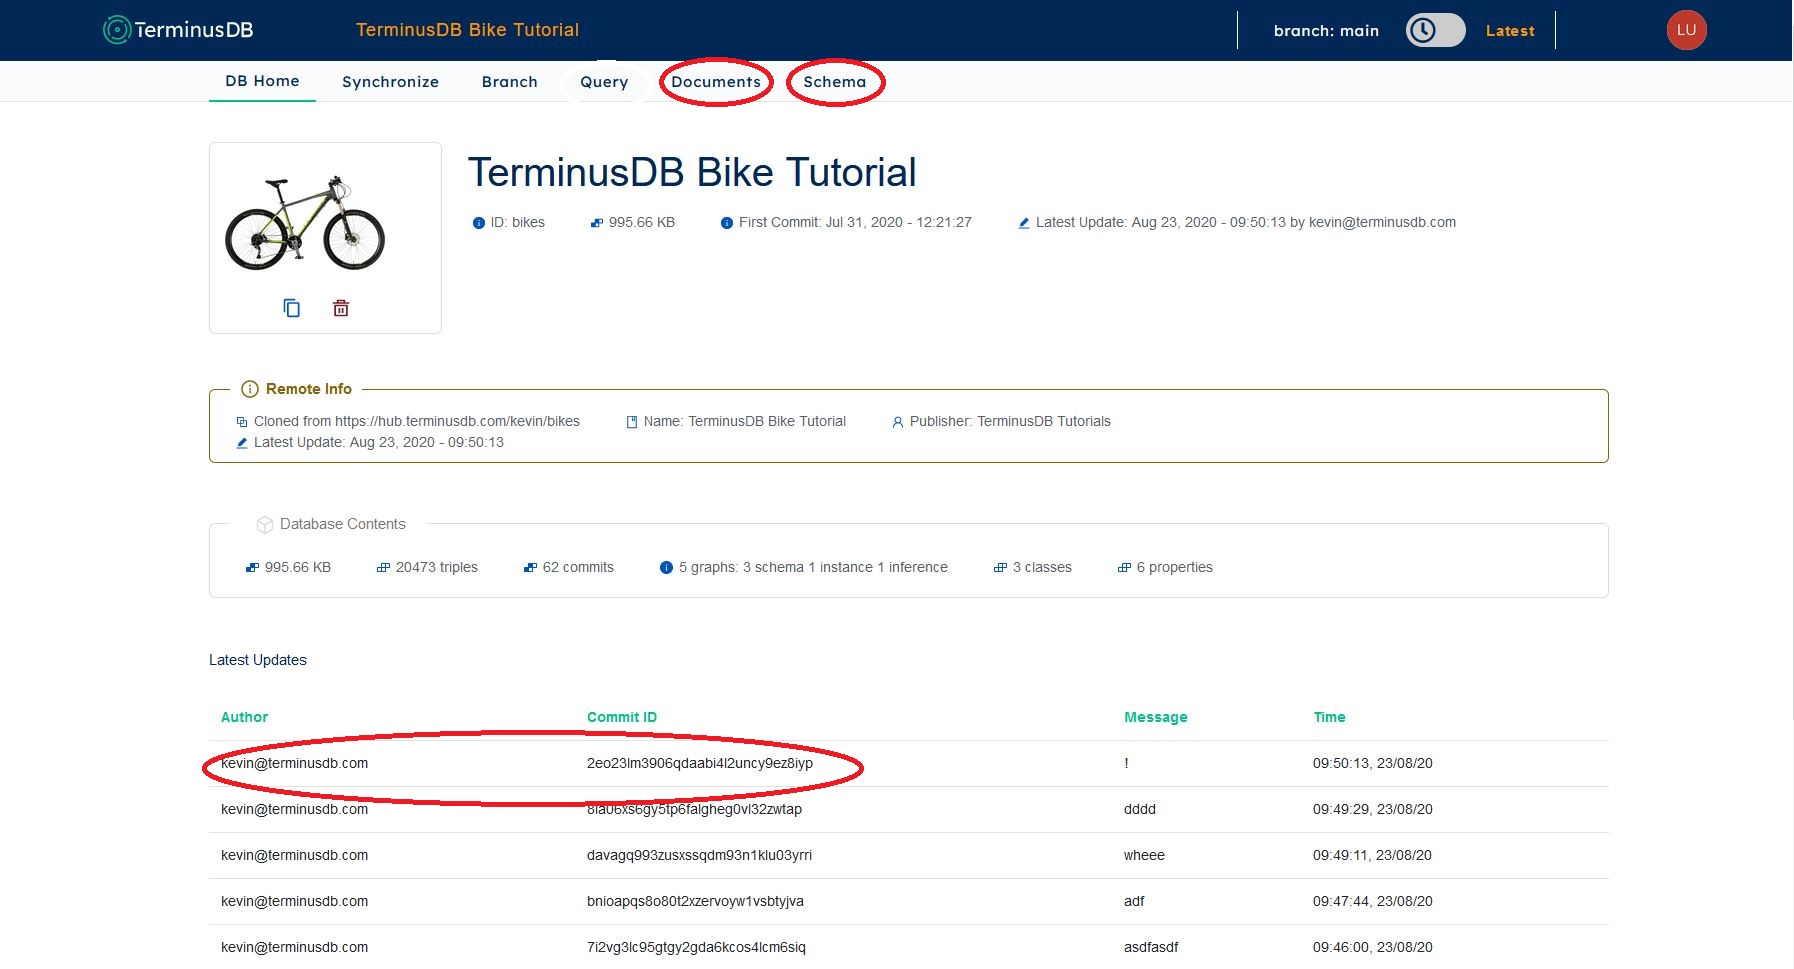 TerminusDB TerminusDB Bike Tutorial branch: main Latest LU
DB Home Synchronize Branch Query Documents Schema
TerminusDB Bike Tutorial
ID: bikes 995.66 KB First Commit: Jul 31, 2020 - 12:21:27 Latest Update: Aug 23, 2020 - 09:50:13 by kevin@terminusdb.com
Remote Info
Cloned from https://hub.terminusdb.com/kevin/bikes Name: TerminusDB Bike Tutorial Publisher: TerminusDB Tutorials
Latest Update: Aug 23, 2020 - 09:50:13
Database Contents
995.66 KB 20473 triples 62 commits 5 graphs: 3 schema 1 instance 1 inference 3 classes 6 properties
Latest Updates
Author Commit ID Message Time
kevin@terminusdb.com 2eo23lm3906qdaabi4l2uncy9ez8iyp ! 09:50:13, 23/08/20
kevin@terminusdb.com 8la06xs6gy5tp6falgheg0vl32zwtap dddd 09:49:29, 23/08/20
kevin@terminusdb.com davagq993zusxssqdm93n1klu03yrri wheee 09:49:11, 23/08/20
kevin@terminusdb.com bnioapqs8o80t2xzervoyw1vsbtyjva adf 09:47:44, 23/08/20
kevin@terminusdb.com 7i2vg3lc95gtgy2gda6kcos4lcm6siq asdfasdf 09:46:00, 23/08/20